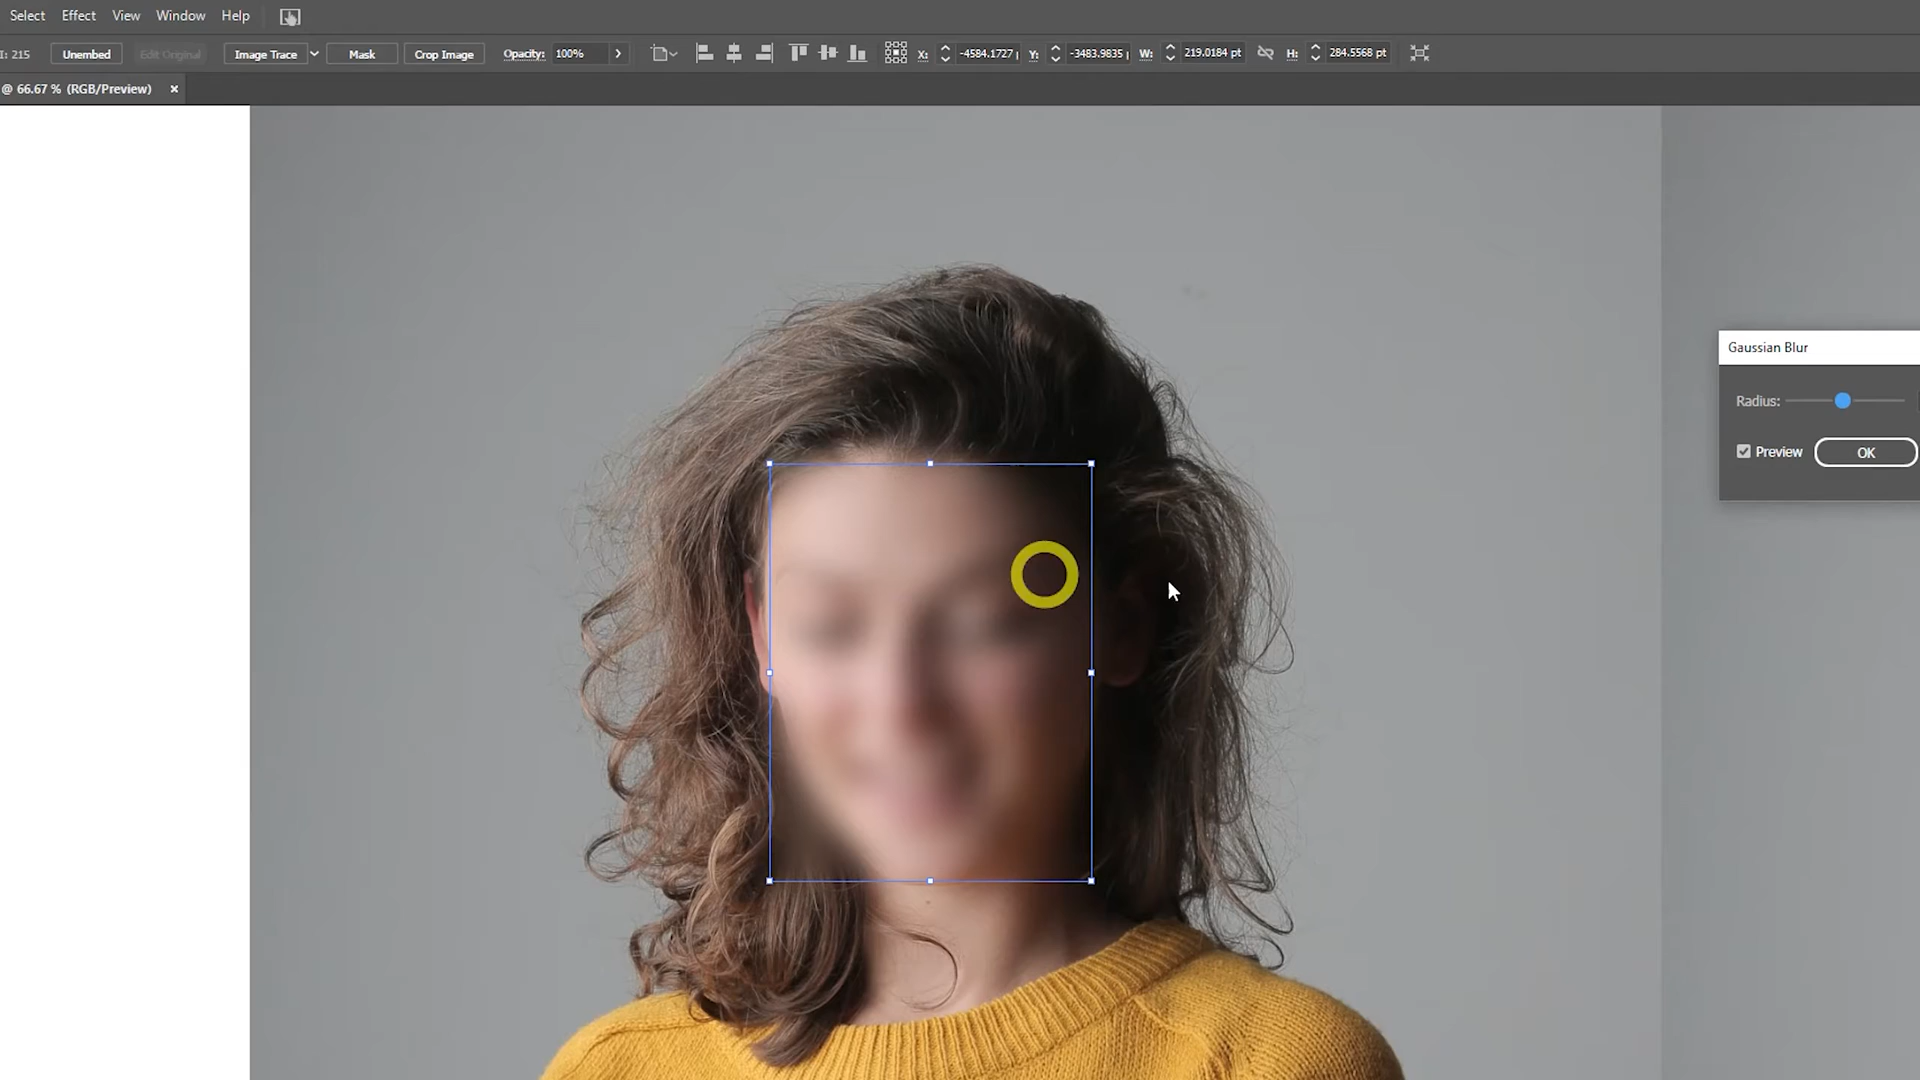 Select Effect View Window Help
I: 215 Unembed Edit Original Image Trace Mask Crop Image Opacity: 100% X: -4584.1727 Y: -3483.9835 W: 219.0184 pt H: 284.5568 pt
@ 66.67 % (RGB/Preview) ×
Gaussian Blur
Radius:
Preview OK